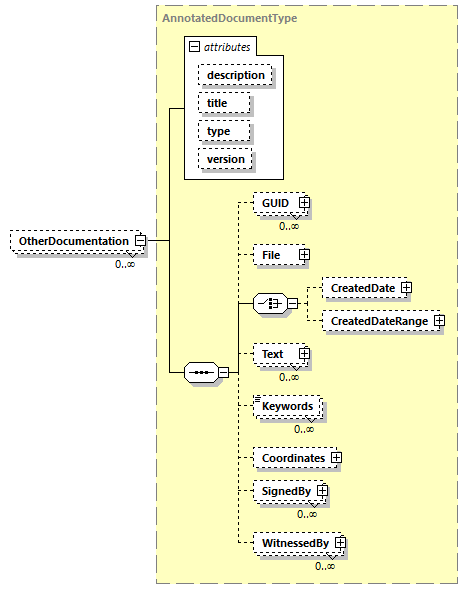 AnnotatedDocumentType
attributes
description
title
type
version
OtherDocumentation
0..∞
GUID
0..∞
File
CreatedDate
CreatedDateRange
Text
0..∞
Keywords
0..∞
Coordinates
SignedBy
0..∞
WitnessedBy
0..∞